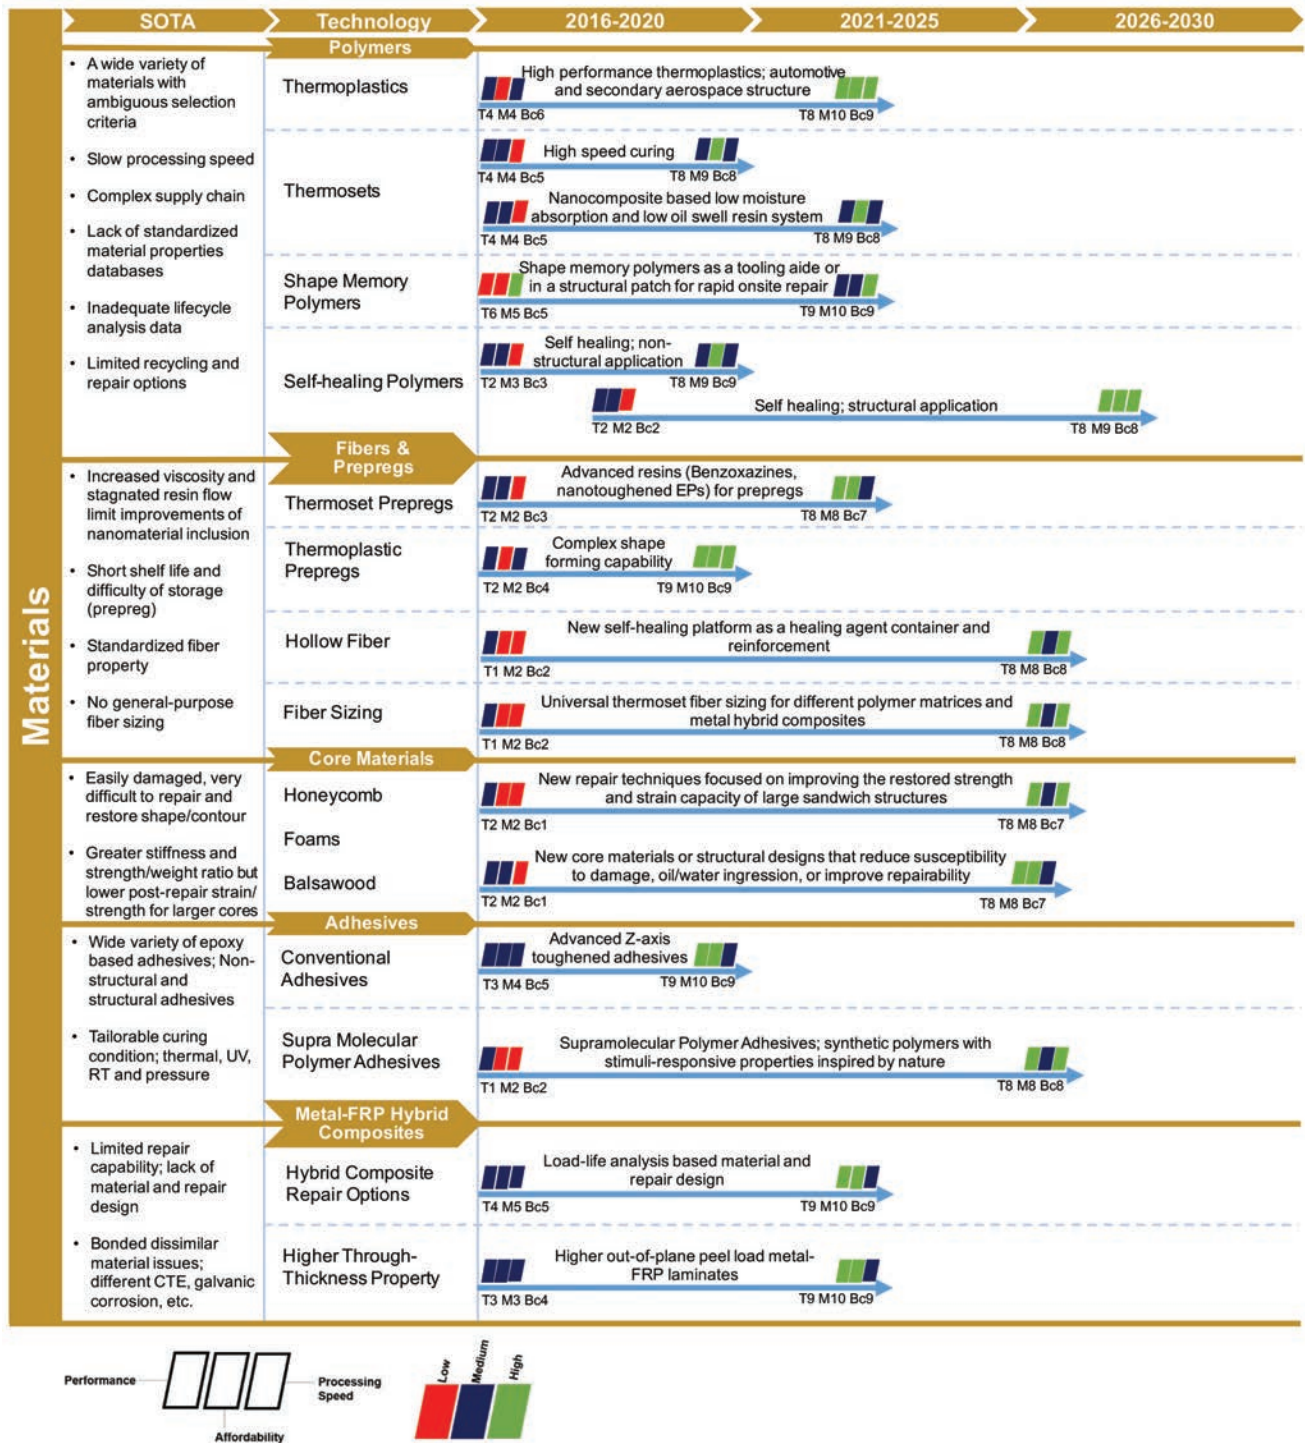 SOTA
Technology
2016-2020
2021-2025
2026-2030
Materials
Polymers
• A wide variety of
materials with
ambiguous selection
criteria
• Slow processing speed
• Complex supply chain
• Lack of standardized
material properties
databases
• Inadequate lifecycle
analysis data
• Limited recycling and
repair options
Thermoplastics
High performance thermoplastics; automotive
and secondary aerospace structure
T4 M4 Bc6
T8 M10 Bc9
Thermosets
High speed curing
T4 M4 Bc5
T8 M9 Bc8
Nanocomposite based low moisture
absorption and low oil swell resin system
T4 M4 Bc5
T8 M9 Bc8
Shape Memory
Polymers
Shape memory polymers as a tooling aide or
in a structural patch for rapid onsite repair
T6 M5 Bc5
T9 M10 Bc9
Self-healing Polymers
Self healing; non-
structural application
T2 M3 Bc3
T8 M9 Bc9
Self healing; structural application
T2 M2 Bc2
T8 M9 Bc8
Fibers &
Prepregs
• Increased viscosity and
stagnated resin flow
limit improvements of
nanomaterial inclusion
• Short shelf life and
difficulty of storage
(prepreg)
• Standardized fiber
property
• No general-purpose
fiber sizing
Thermoset Prepregs
Advanced resins (Benzoxazines,
nanotoughened EPs) for prepregs
T2 M2 Bc3
T8 M8 Bc7
Thermoplastic
Prepregs
Complex shape
forming capability
T2 M2 Bc4
T9 M10 Bc9
Hollow Fiber
New self-healing platform as a healing agent container and
reinforcement
T1 M2 Bc2
T8 M8 Bc8
Fiber Sizing
Universal thermoset fiber sizing for different polymer matrices and
metal hybrid composites
T1 M2 Bc2
T8 M8 Bc8
Core Materials
• Easily damaged, very
difficult to repair and
restore shape/contour
• Greater stiffness and
strength/weight ratio but
lower post-repair strain/
strength for larger cores
Honeycomb
Foams
Balsawood
New repair techniques focused on improving the restored strength
and strain capacity of large sandwich structures
T2 M2 Bc1
T8 M8 Bc7
New core materials or structural designs that reduce susceptibility
to damage, oil/water ingression, or improve repairability
T2 M2 Bc1
T8 M8 Bc7
Adhesives
• Wide variety of epoxy
based adhesives; Non-
structural and
structural adhesives
• Tailorable curing
condition; thermal, UV,
RT and pressure
Conventional
Adhesives
Advanced Z-axis
toughened adhesives
T3 M4 Bc5
T9 M10 Bc9
Supra Molecular
Polymer Adhesives
Supramolecular Polymer Adhesives; synthetic polymers with
stimuli-responsive properties inspired by nature
T1 M2 Bc2
T8 M8 Bc8
Metal-FRP Hybrid
Composites
• Limited repair
capability; lack of
material and repair
design
• Bonded dissimilar
material issues;
different CTE, galvanic
corrosion, etc.
Hybrid Composite
Repair Options
Load-life analysis based material and
repair design
T4 M5 Bc5
T9 M10 Bc9
Higher Through-
Thickness Property
Higher out-of-plane peel load metal-
FRP laminates
T3 M3 Bc4
T9 M10 Bc9
Performance
Affordability
Processing
Speed
Low
Medium
High